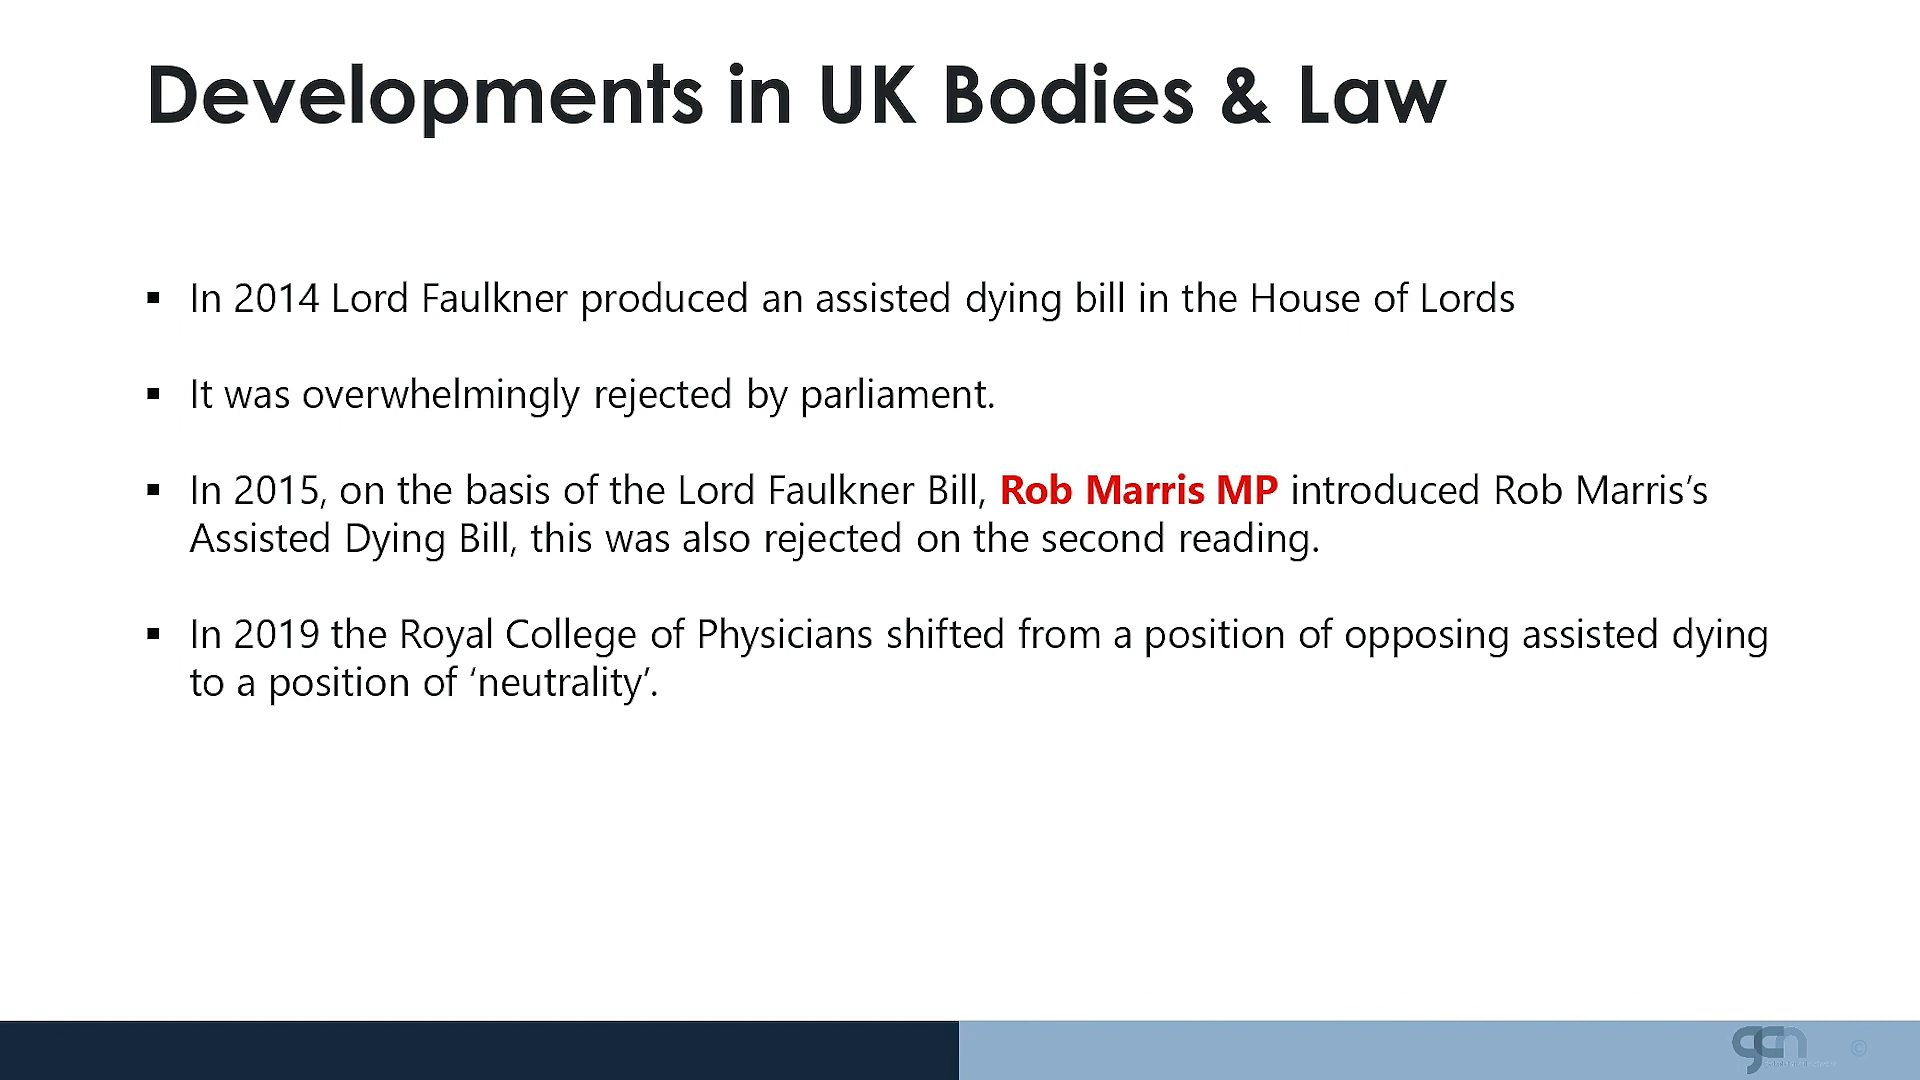 Developments in UK Bodies & Law
▪ In 2014 Lord Faulkner produced an assisted dying bill in the House of Lords
▪ It was overwhelmingly rejected by parliament.
▪ In 2015, on the basis of the Lord Faulkner Bill, Rob Marris MP introduced Rob Marris’s
Assisted Dying Bill, this was also rejected on the second reading.
▪ In 2019 the Royal College of Physicians shifted from a position of opposing assisted dying
to a position of ‘neutrality’.
gcn
©